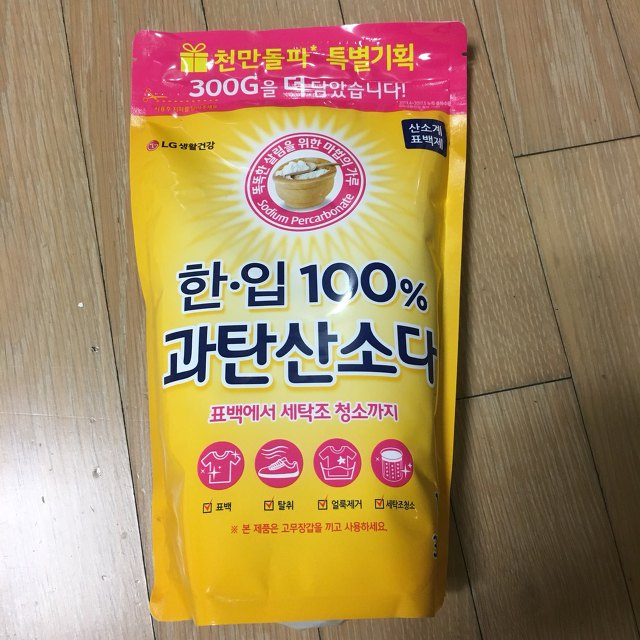 천만돌파* 특별기획
300G을 더 담았습니다!
산소계
표백제
LG 생활건강
똑똑한 살림을 위한 마법의 가루
Sodium Percarbonate
한·입 100%
과탄산소다
표백에서 세탁조 청소까지
표백 탈취 얼룩제거 세탁조청소
※ 본 제품은 고무장갑을 끼고 사용하세요.
3